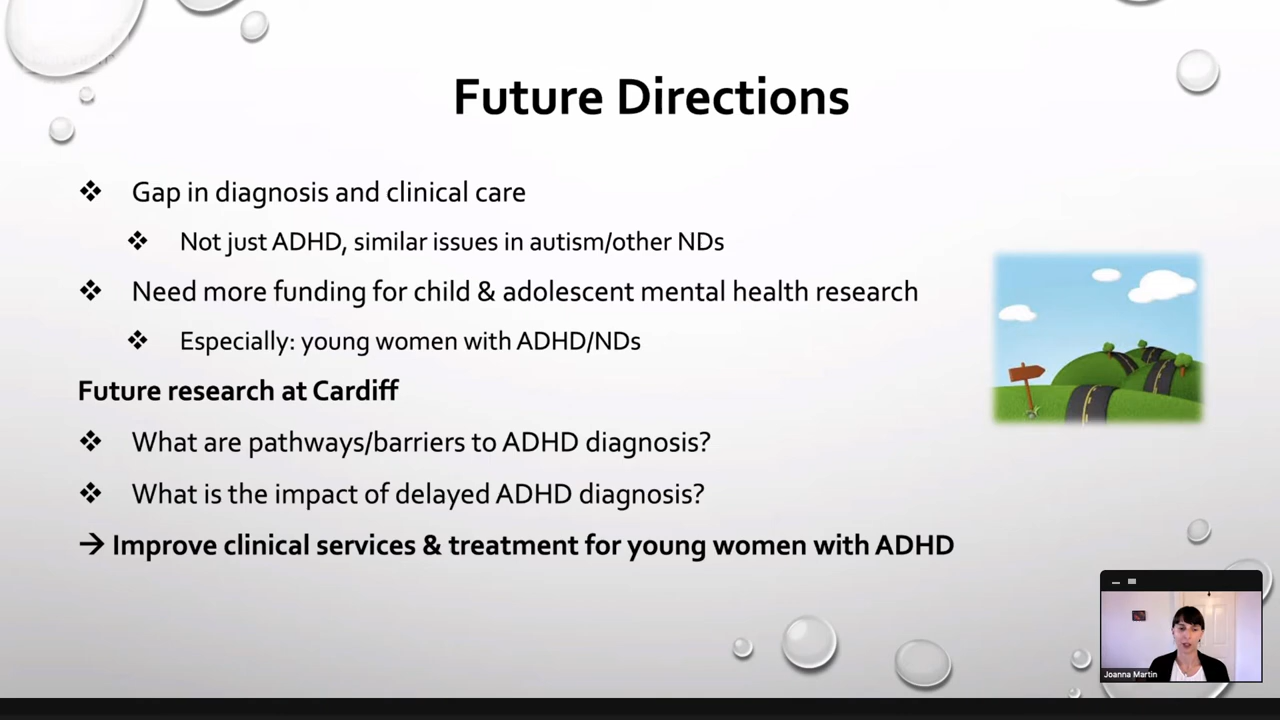 Future Directions
❖ Gap in diagnosis and clinical care
❖ Not just ADHD, similar issues in autism/other NDs
❖ Need more funding for child & adolescent mental health research
❖ Especially: young women with ADHD/NDs
Future research at Cardiff
❖ What are pathways/barriers to ADHD diagnosis?
❖ What is the impact of delayed ADHD diagnosis?
→ Improve clinical services & treatment for young women with ADHD
Joanna Martin